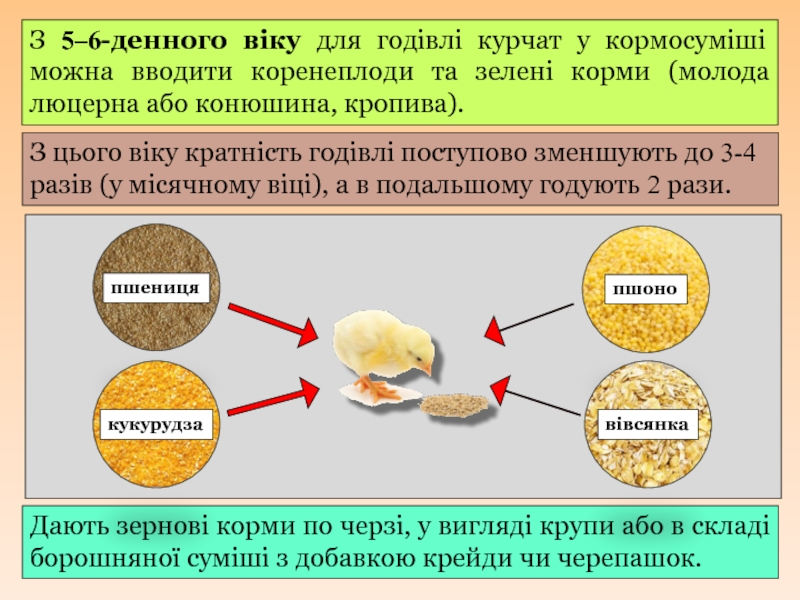 З 5–6-денного віку для годівлі курчат у кормосуміші
можна вводити коренеплоди та зелені корми (молода
люцерна або конюшина, кропива).
З цього віку кратність годівлі поступово зменшують до 3-4
разів (у місячному віці), а в подальшому годують 2 рази.
пшениця
пшоно
кукурудза
вівсянка
Дають зернові корми по черзі, у вигляді крупи або в складі
борошняної суміші з добавкою крейди чи черепашок.